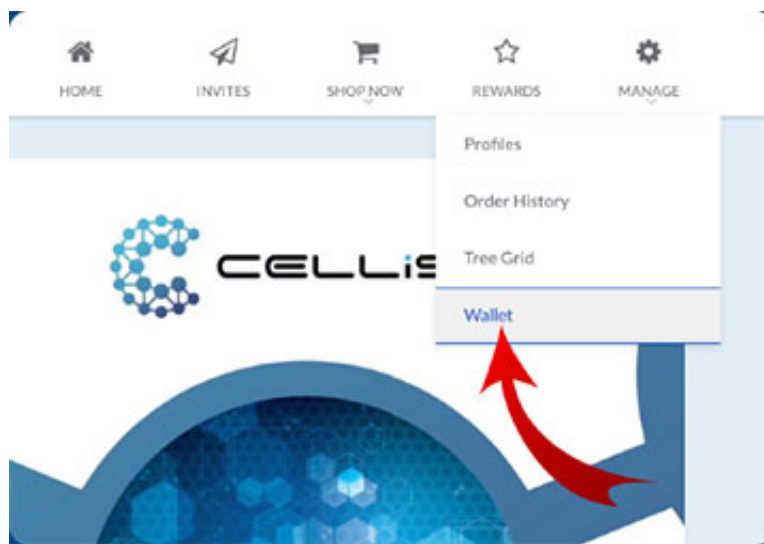 HOME INVITES SHOP NOW REWARDS MANAGE
Profiles
Order History
Tree Grid
Wallet